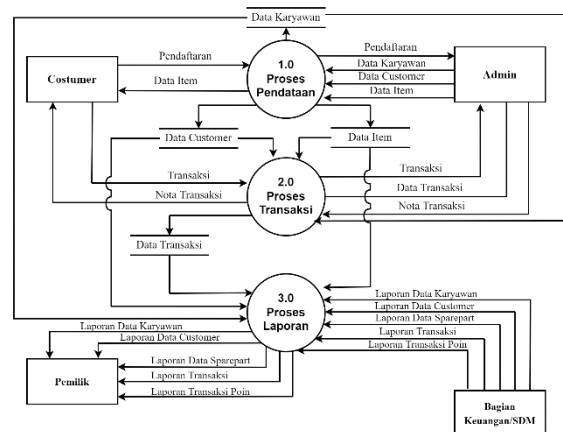 Data Karyawan
Pendaftaran
Data Item
Costumer
1.0
Proses
Pendataan
Pendaftaran
Data Karyawan
Data Customer
Data Item
Admin
Data Customer
Data Item
Transaksi
Nota Transaksi
2.0
Proses
Transaksi
Transaksi
Data Transaksi
Nota Transaksi
Data Transaksi
3.0
Proses
Laporan
Laporan Data Karyawan
Laporan Data Customer
Laporan Data Sparepart
Laporan Transaksi
Laporan Transaksi Poin
Laporan Data Karyawan
Laporan Data Customer
Laporan Data Sparepart
Laporan Transaksi
Laporan Transaksi Poin
Pemilik
Bagian
Keuangan/SDM